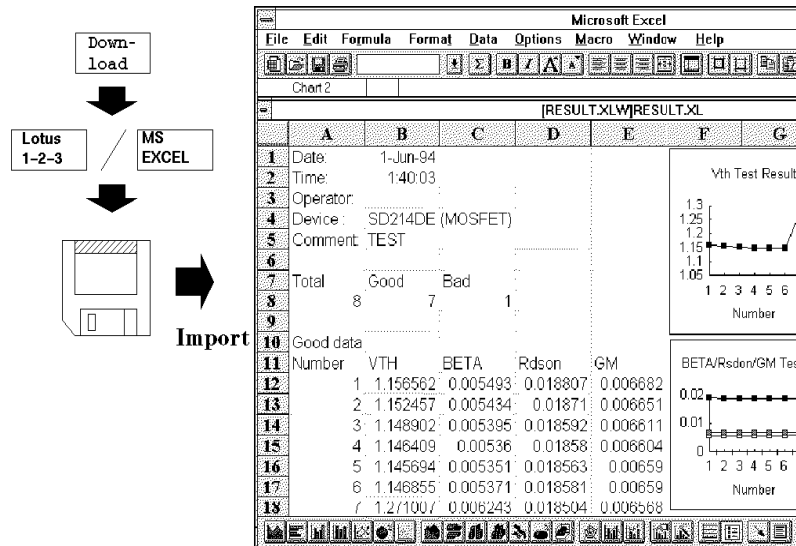 Down-
load
Lotus
1-2-3
MS
EXCEL
Import
Microsoft Excel
File Edit Formula Format Data Options Macro Window Help
Chart 2
[RESULT.XLW]RESULT.XL
A B C D E F G
1 Date: 1-Jun-94
2 Time: 1:40:03
3 Operator:
4 Device : SD214DE (MOSFET)
5 Comment: TEST
6
7 Total Good Bad
8 8 7 1
9
10 Good data
11 Number VTH BETA Rdson GM
12 1 1.156562 0.005493 0.018807 0.006682
13 2 1.152457 0.005434 0.01871 0.006651
14 3 1.148902 0.005395 0.018592 0.006611
15 4 1.146409 0.00536 0.01858 0.006604
16 5 1.145694 0.005351 0.018563 0.00659
17 6 1.146855 0.005371 0.018581 0.00659
18 7 1.271007 0.006243 0.018504 0.006568
Vth Test Result
1.3
1.25
1.2
1.15
1.1
1.05
1 2 3 4 5 6
Number
BETA/Rsdon/GM Tes
0.02
0.01
0
1 2 3 4 5 6
Number